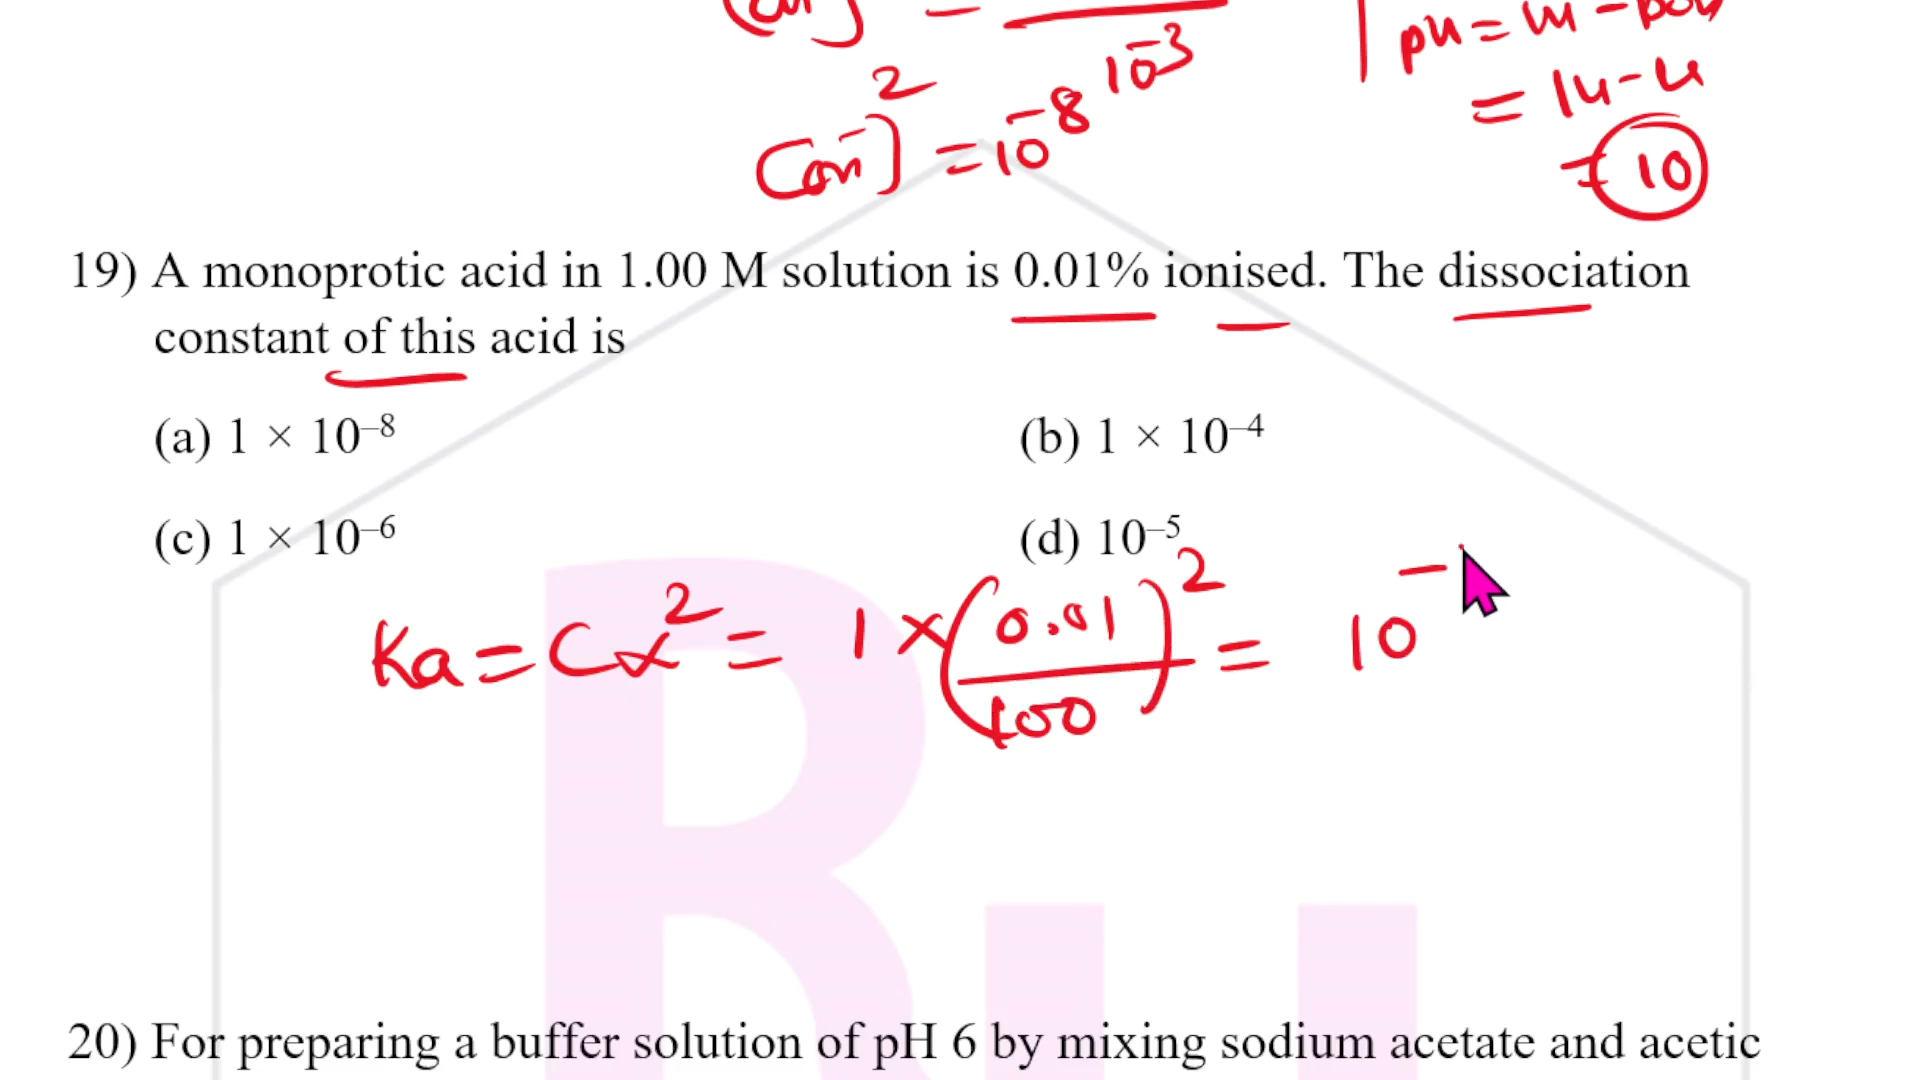 10⁻³
pH = 14 – pOH
= 14 - 4
= 10
[OH⁻]² = 10⁻⁸
19) A monoprotic acid in 1.00 M solution is 0.01% ionised. The dissociation
constant of this acid is
(a) 1 × 10⁻⁸
(b) 1 × 10⁻⁴
(c) 1 × 10⁻⁶
(d) 10⁻⁵
Ka = Cα² = 1 × (0.01/100)² = 10⁻
20) For preparing a buffer solution of pH 6 by mixing sodium acetate and acetic